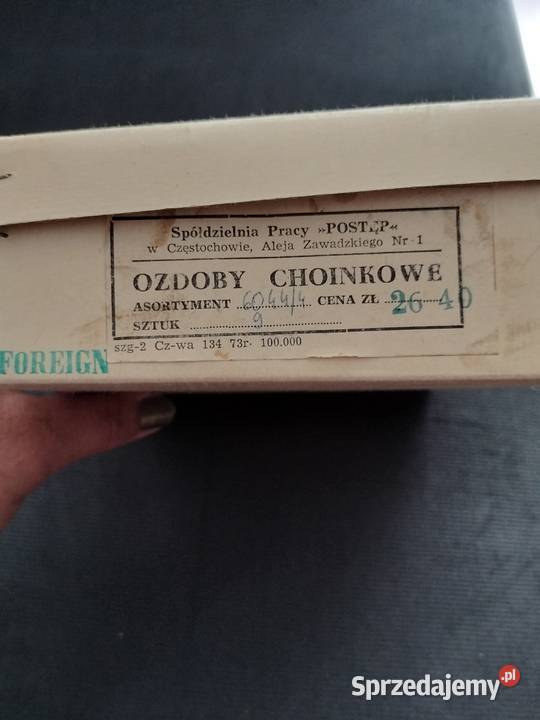 Spółdzielnia Pracy »POSTĘP«
w Częstochowie, Aleja Zawadzkiego Nr 1
OZDOBY CHOINKOWE
ASORTYMENT 6044/4 CENA ZŁ 26 40
SZTUK 9
szg-2 Cz-wa 134 73r· 100.000
FOREIGN
Sprzedajemy.pl